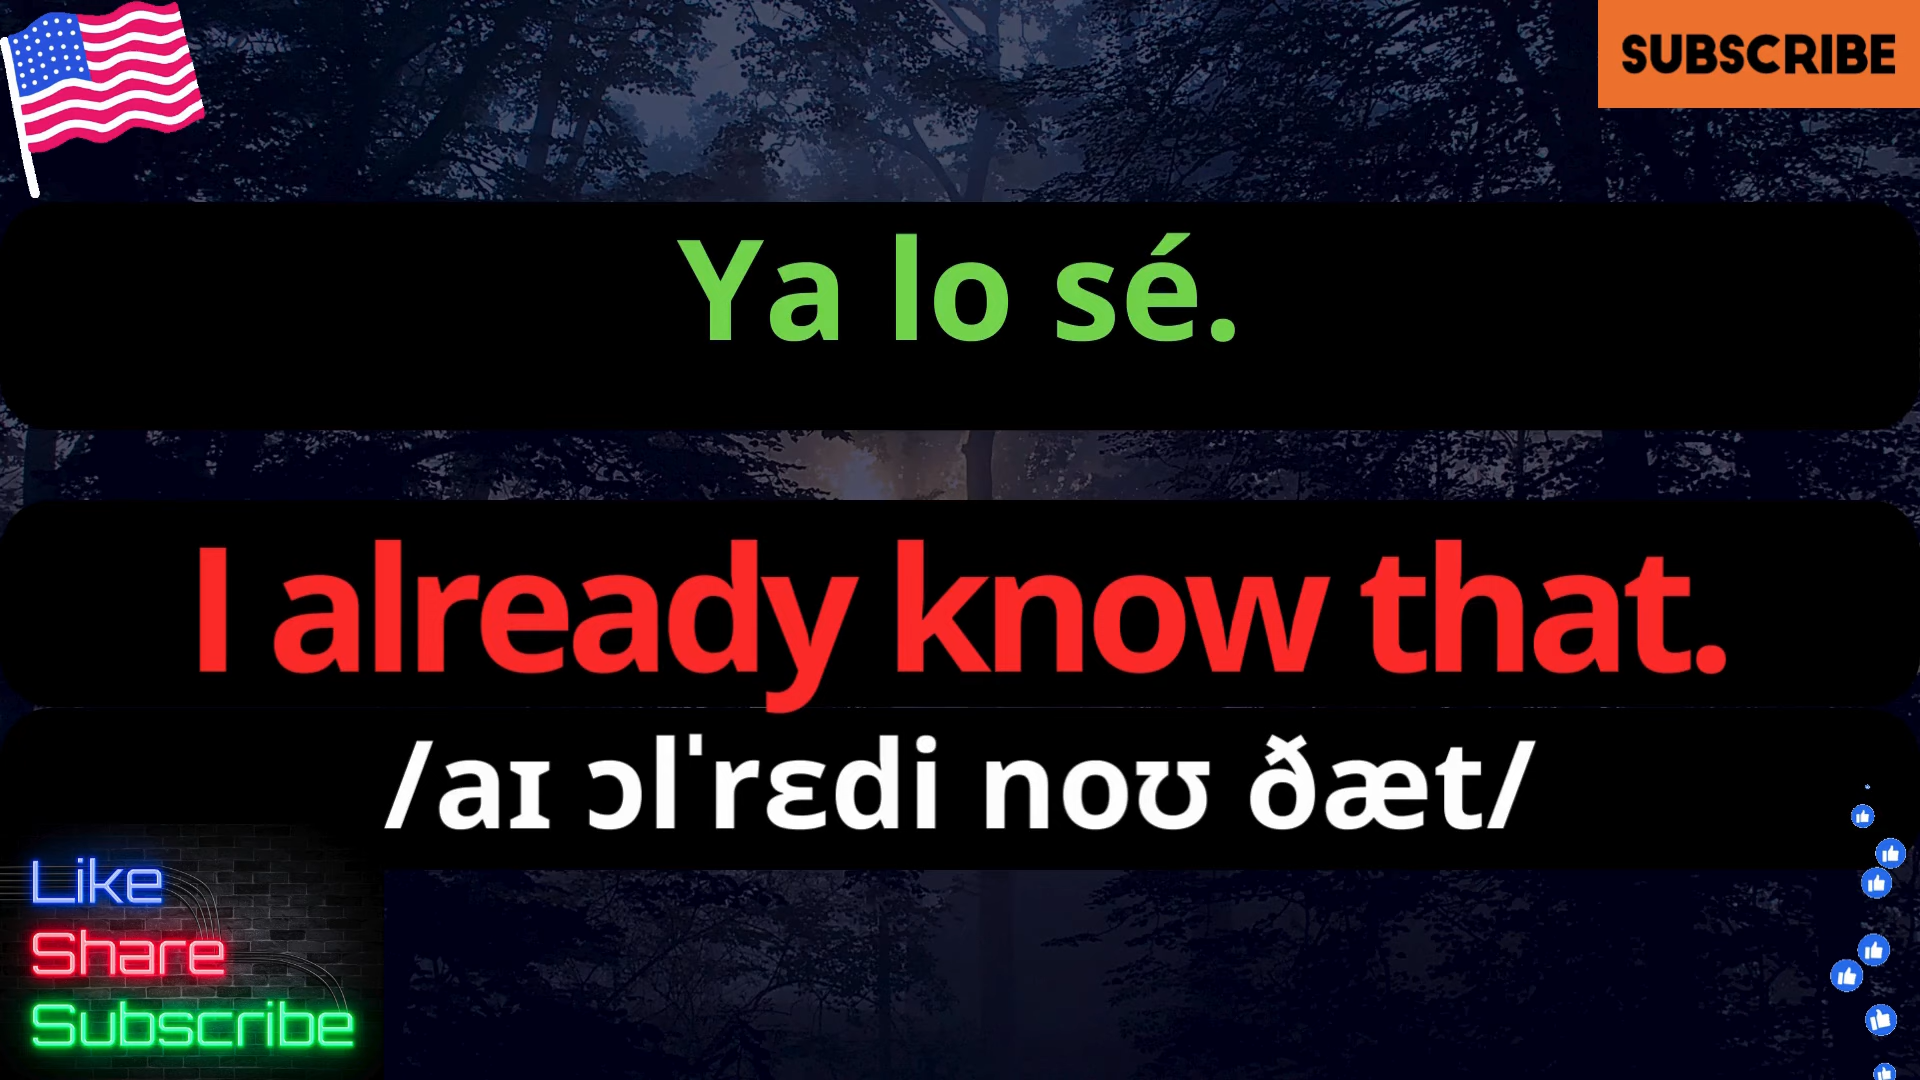 SUBSCRIBE
Ya lo sé.
I already know that.
/aɪ ɔlˈrɛdi noʊ ðæt/
Like
Share
Subscribe